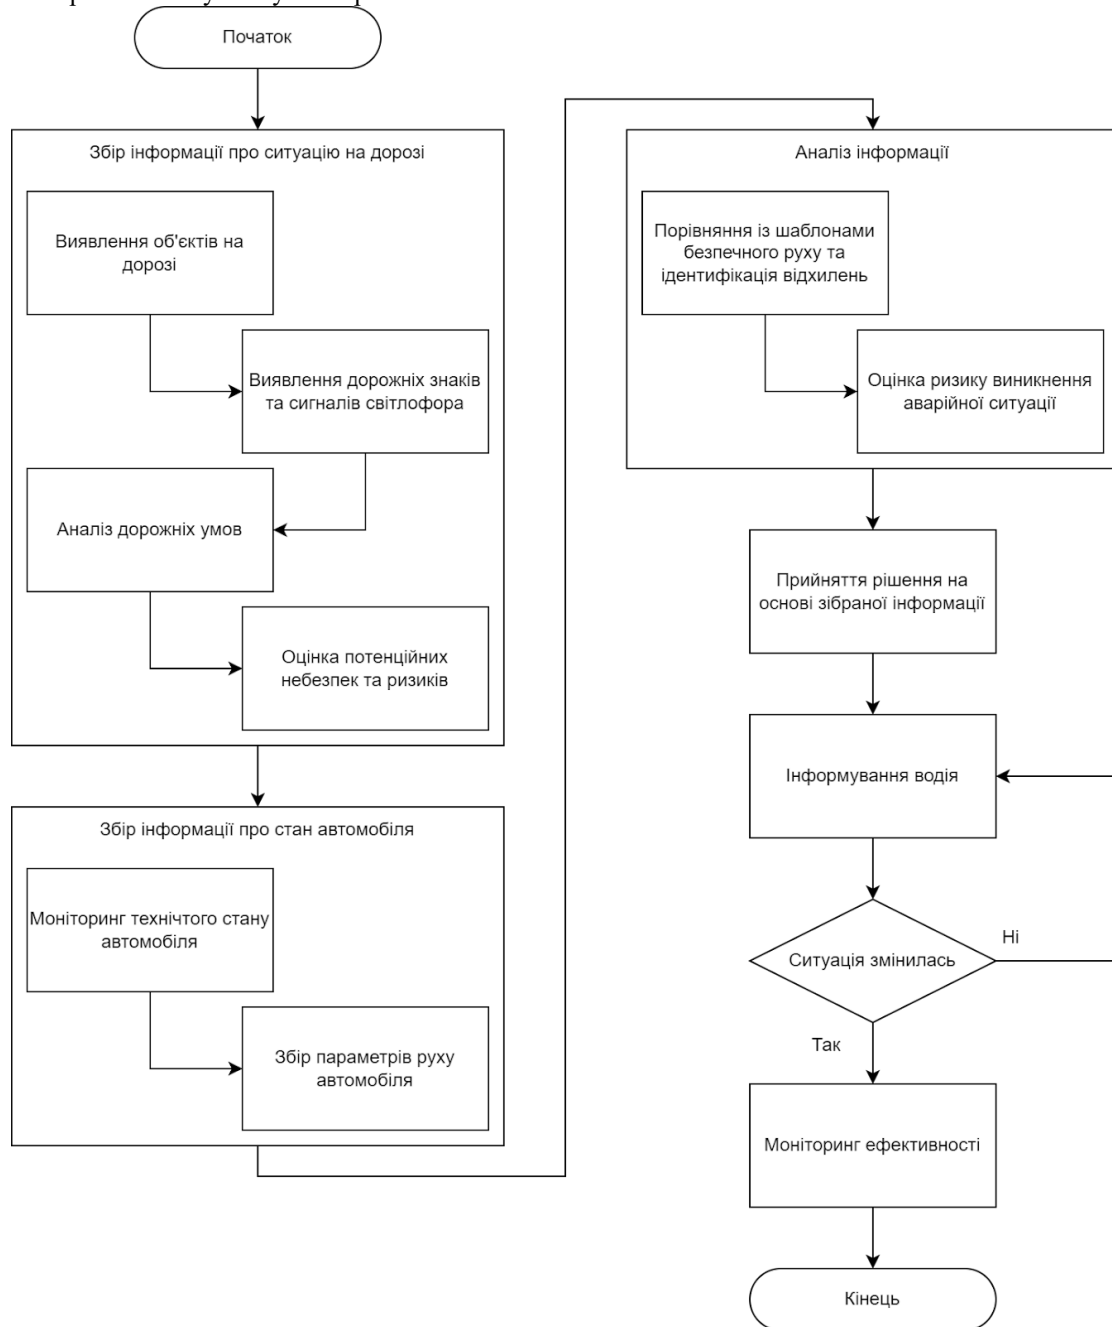 Початок
Збір інформації про ситуацію на дорозі
Виявлення об'єктів на
дорозі
Виявлення дорожніх знаків
та сигналів світлофора
Аналіз дорожніх умов
Оцінка потенційних
небезпек та ризиків
Збір інформації про стан автомобіля
Моніторинг технічтого стану
автомобіля
Збір параметрів руху
автомобіля
Аналіз інформації
Порівняння із шаблонами
безпечного руху та
ідентифікація відхилень
Оцінка ризику виникнення
аварійної ситуації
Прийняття рішення на
основі зібраної інформації
Інформування водія
Ситуація змінилась
Ні
Так
Моніторинг ефективності
Кінець